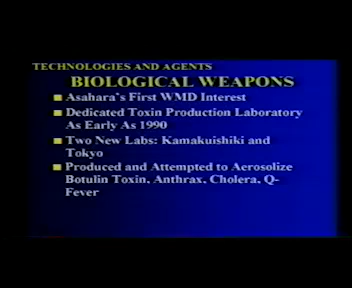 TECHNOLOGIES AND AGENTS
BIOLOGICAL WEAPONS
Asahara's First WMD Interest
Dedicated Toxin Production Laboratory
As Early As 1990
Two New Labs: Kamakuishiki and
Tokyo
Produced and Attempted to Aerosolize
Botulin Toxin, Anthrax, Cholera, Q-
Fever